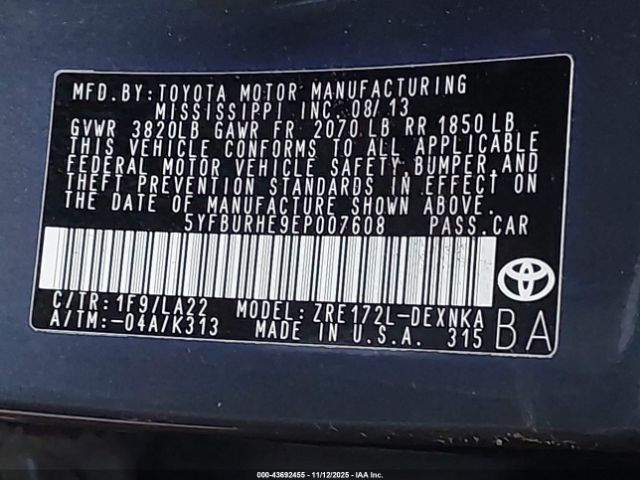 MFD.BY:TOYOTA MOTOR MANUFACTURING
MISSISSIPPI INC. 08/13
GVWR 3820LB GAWR FR 2070LB RR 1850LB
THIS VEHICLE CONFORMS TO ALL APPLICABLE
FEDERAL MOTOR VEHICLE SAFETY,BUMPER,AND
THEFT PREVENTION STANDARDS IN EFFECT ON
THE DATE OF MANUFACTURE SHOWN ABOVE.
5YFBURHE9EP007608 PASS.CAR
C/TR:1F9/LA22 MODEL:ZRE172L-DEXNKA
A/TM:-04A/K313 MADE IN U.S.A. 315 BA
000-43692455 - 11/12/2025 - IAA Inc.